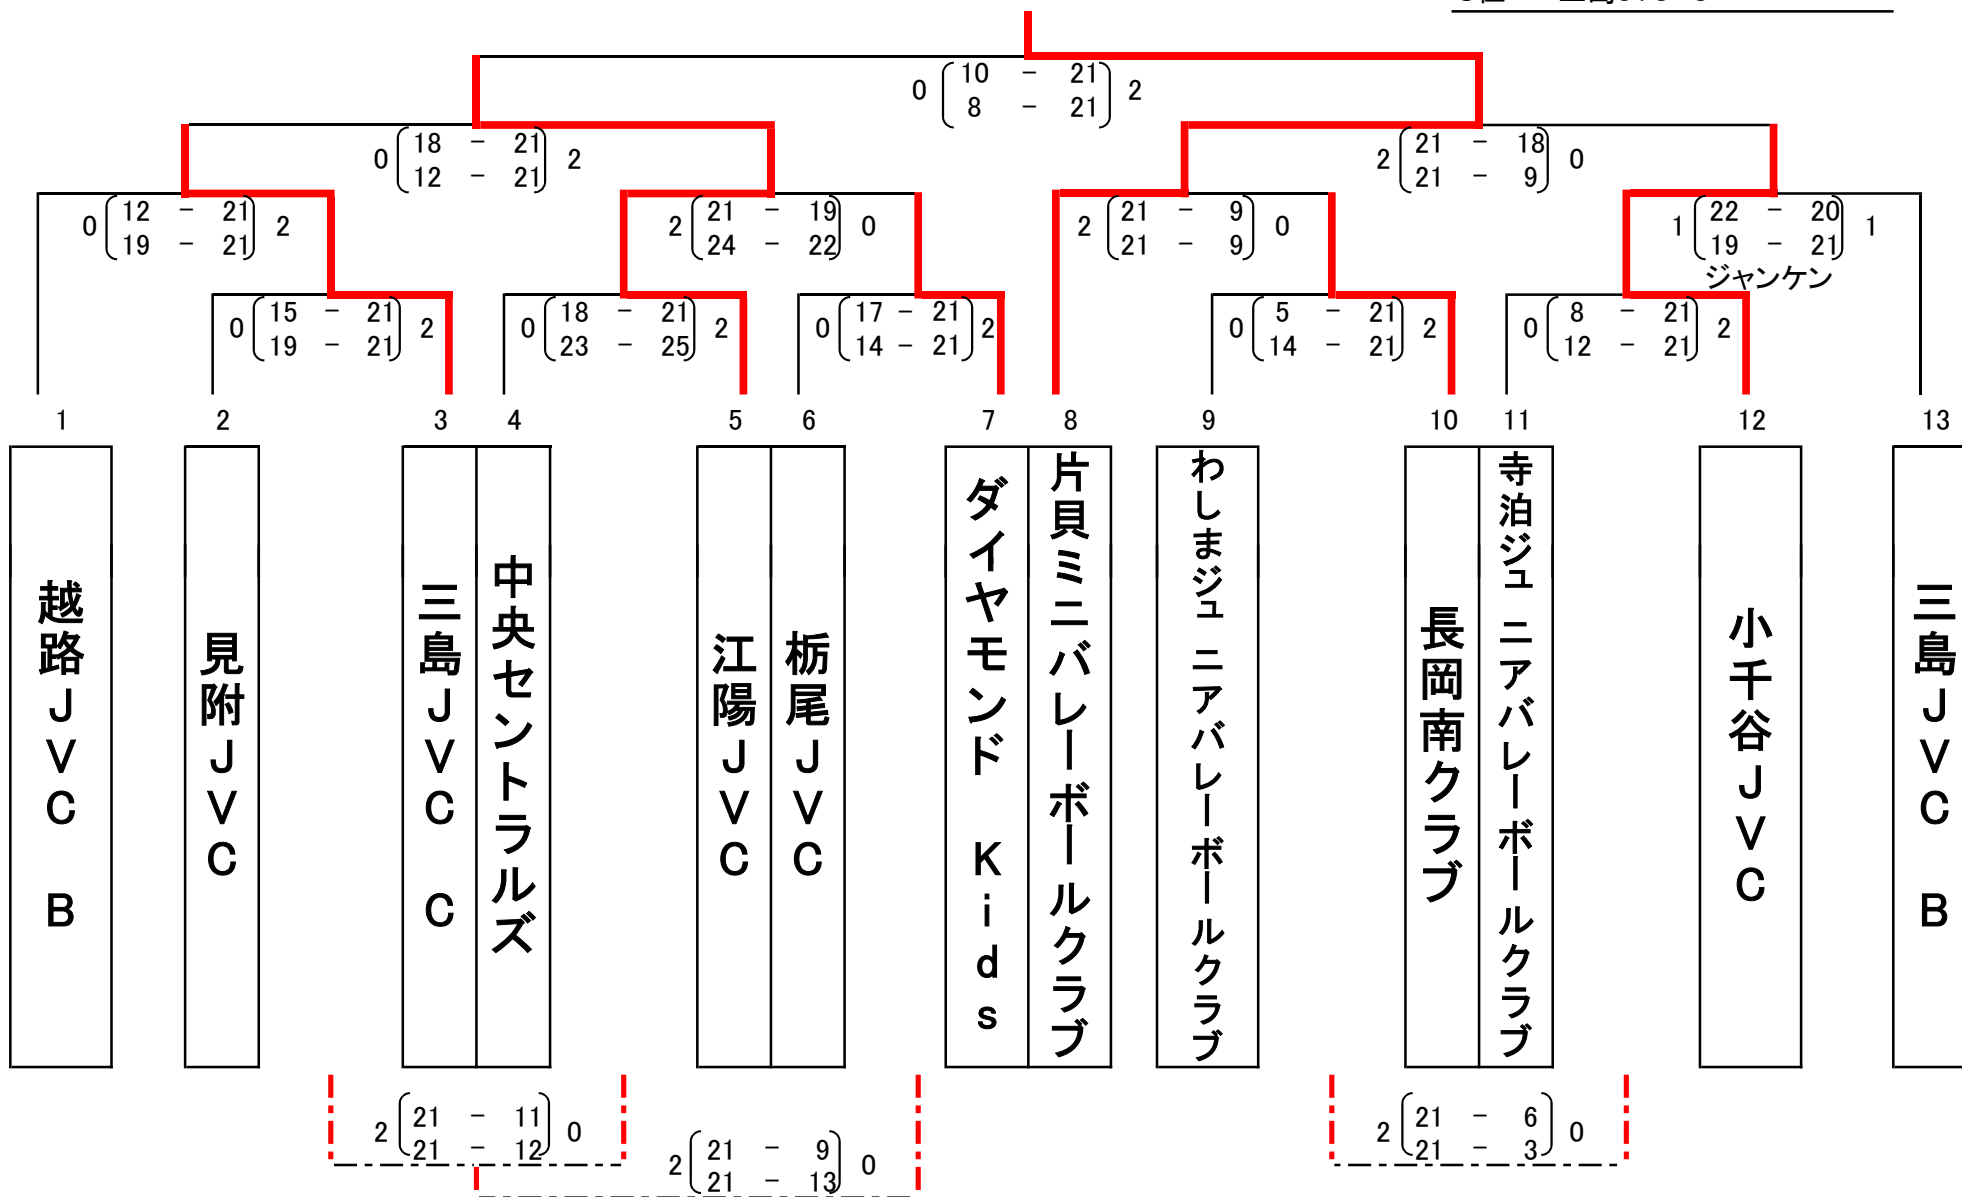 10 - 21
0 2
8 - 21
18 - 21
0 2
12 - 21
21 - 18
2 0
21 - 9
12 - 21
0 2
19 - 21
21 - 19
2 0
24 - 22
21 - 9
2 0
21 - 9
22 - 20
1 1
19 - 21
ジャンケン
15 - 21
0 2
19 - 21
18 - 21
0 2
23 - 25
17 - 21
0 2
14 - 21
5 - 21
0 2
14 - 21
8 - 21
0 2
12 - 21
1 2 3 4 5 6 7 8 9 10 11 12 13
越路JVC B
見附JVC
三島JVC C
中央セントラルズ
江陽JVC
栃尾JVC
ダイヤモンド Kids
片貝ミニバレーボールクラブ
わしまジュニアバレーボールクラブ
長岡南クラブ
寺泊ジュニアバレーボールクラブ
小千谷JVC
三島JVC B
21 - 11
2 0
21 - 12
21 - 9
2 0
21 - 13
21 - 6
2 0
21 - 3